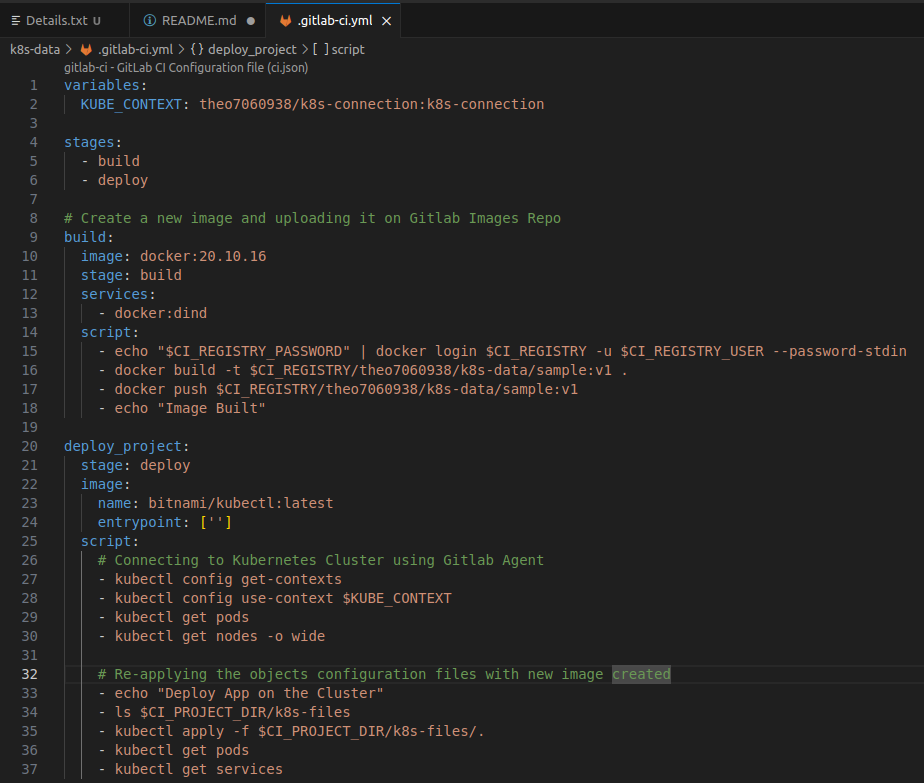 Details.txt U README.md .gitlab-ci.yml
k8s-data > .gitlab-ci.yml > {} deploy_project > [ ] script
gitlab-ci - GitLab CI Configuration file (ci.json)
1 variables:
2   KUBE_CONTEXT: theo7060938/k8s-connection:k8s-connection
3
4 stages:
5   - build
6   - deploy
7
8 # Create a new image and uploading it on Gitlab Images Repo
9 build:
10   image: docker:20.10.16
11   stage: build
12   services:
13     - docker:dind
14   script:
15     - echo "$CI_REGISTRY_PASSWORD" | docker login $CI_REGISTRY -u $CI_REGISTRY_USER --password-stdin
16     - docker build -t $CI_REGISTRY/theo7060938/k8s-data/sample:v1 .
17     - docker push $CI_REGISTRY/theo7060938/k8s-data/sample:v1
18     - echo "Image Built"
19
20 deploy_project:
21   stage: deploy
22   image:
23     name: bitnami/kubectl:latest
24     entrypoint: ['']
25   script:
26     # Connecting to Kubernetes Cluster using Gitlab Agent
27     - kubectl config get-contexts
28     - kubectl config use-context $KUBE_CONTEXT
29     - kubectl get pods
30     - kubectl get nodes -o wide
31
32     # Re-applying the objects configuration files with new image created
33     - echo "Deploy App on the Cluster"
34     - ls $CI_PROJECT_DIR/k8s-files
35     - kubectl apply -f $CI_PROJECT_DIR/k8s-files/.
36     - kubectl get pods
37     - kubectl get services